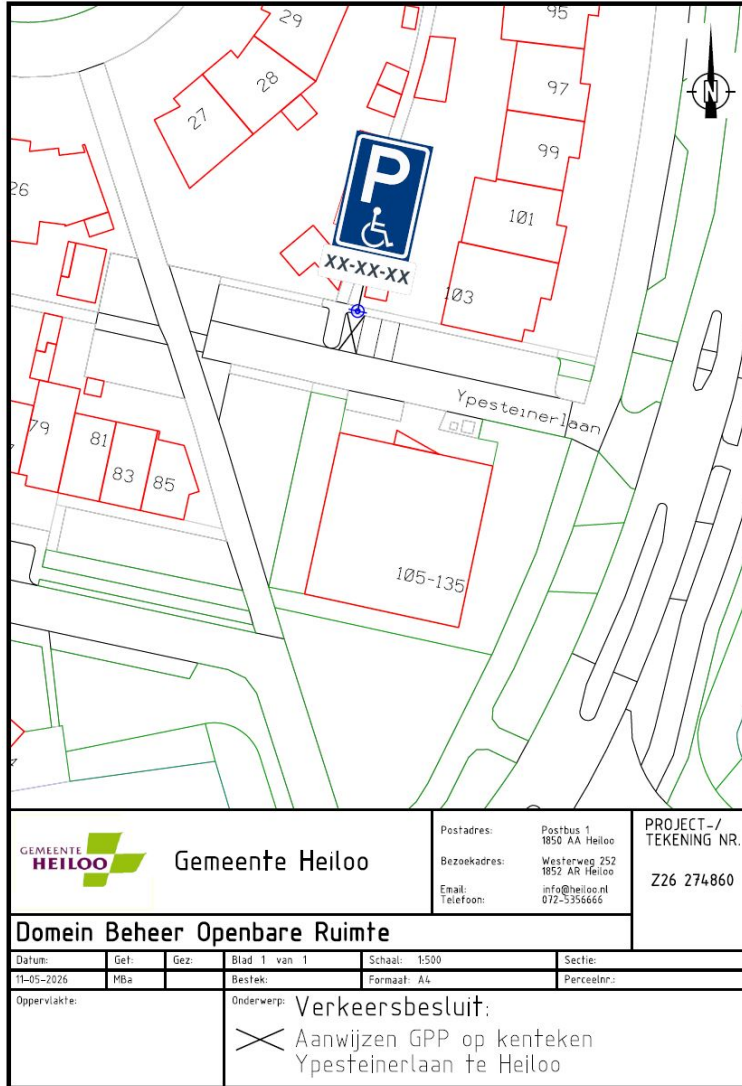 29
28
27
26
95
97
99
101
103
N
P
XX-XX-XX
Ypesteinerlaan
79
81
83
85
105-135
GEMEENTE
HEILOO
Gemeente Heiloo
Postadres: Postbus 1
1850 AA Heiloo
Bezoekadres: Westerweg 252
1852 AR Heiloo
Email: info@heiloo.nl
Telefoon: 072-5356666
PROJECT-/
TEKENING NR.
Z26 274860
Domein Beheer Openbare Ruimte
Datum: Get: Gez: Blad 1 van 1 Schaal: 1:500 Sectie:
11-05-2026 MBa Bestek: Formaat: A4 Perceelnr.:
Oppervlakte: Onderwerp: Verkeersbesluit:
Aanwijzen GPP op kenteken
Ypesteinerlaan te Heiloo